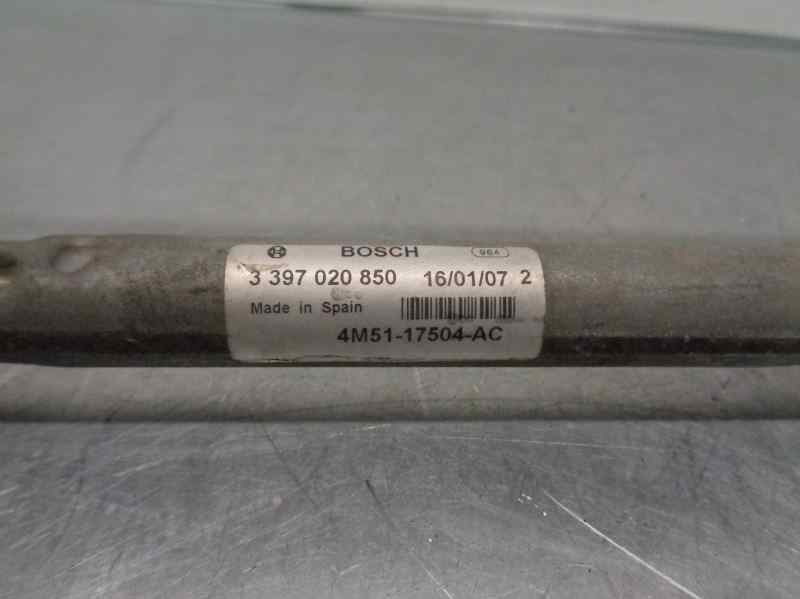 BOSCH
3 397 020 850 16/01/07 2
Made in Spain
4M51-17504-AC